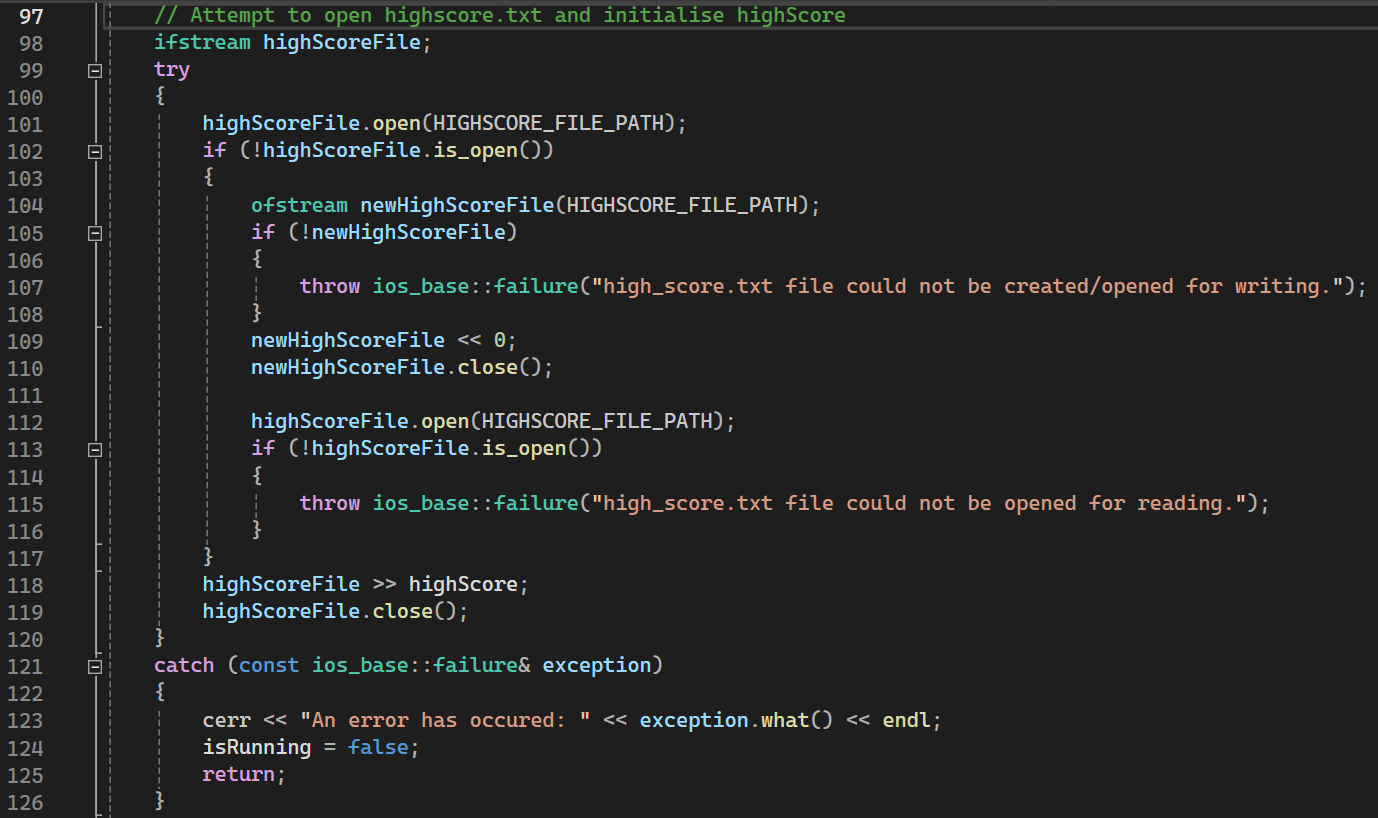 97 // Attempt to open highscore.txt and initialise highScore
98 ifstream highScoreFile;
99 try
100 {
101 highScoreFile.open(HIGHSCORE_FILE_PATH);
102 if (!highScoreFile.is_open())
103 {
104 ofstream newHighScoreFile(HIGHSCORE_FILE_PATH);
105 if (!newHighScoreFile)
106 {
107 throw ios_base::failure("high_score.txt file could not be created/opened for writing.");
108 }
109 newHighScoreFile << 0;
110 newHighScoreFile.close();
111
112 highScoreFile.open(HIGHSCORE_FILE_PATH);
113 if (!highScoreFile.is_open())
114 {
115 throw ios_base::failure("high_score.txt file could not be opened for reading.");
116 }
117 }
118 highScoreFile >> highScore;
119 highScoreFile.close();
120 }
121 catch (const ios_base::failure& exception)
122 {
123 cerr << "An error has occured: " << exception.what() << endl;
124 isRunning = false;
125 return;
126 }